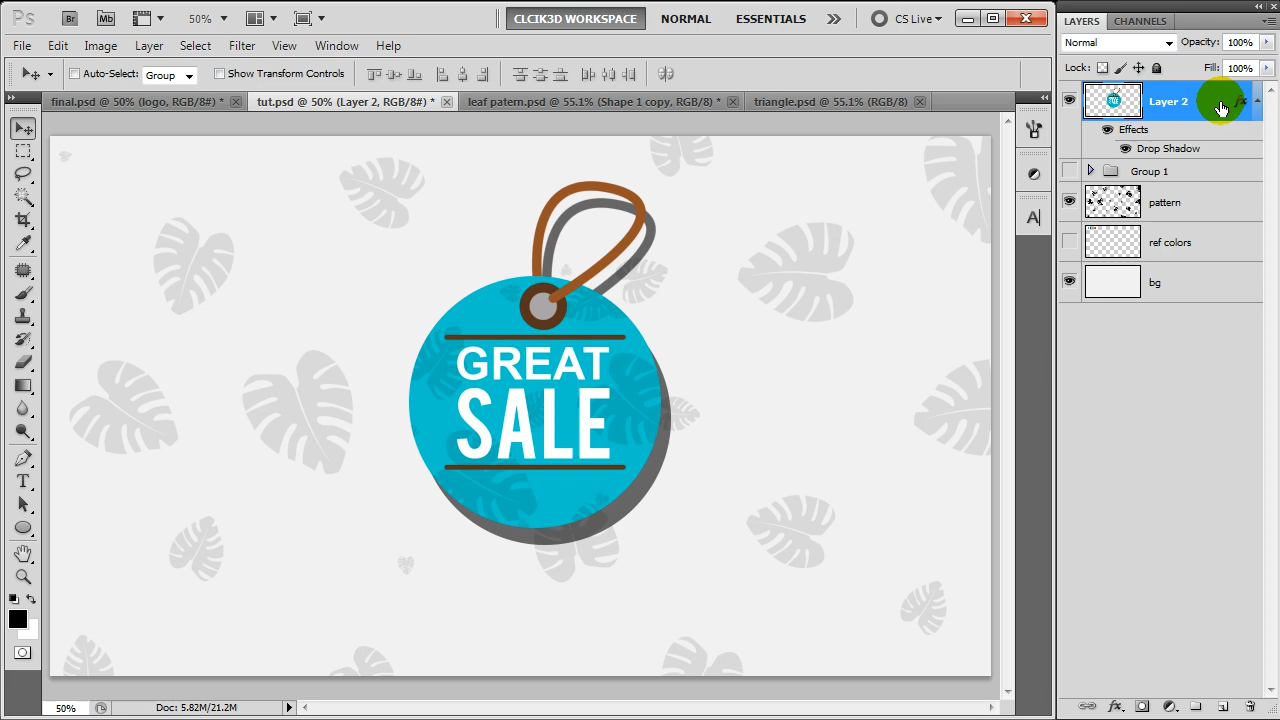 Ps Br Mb 50% CLCIK3D WORKSPACE NORMAL ESSENTIALS CS Live
File Edit Image Layer Select Filter View Window Help
Auto-Select: Group Show Transform Controls
final.psd @ 50% (logo, RGB/8#) * tut.psd @ 50% (Layer 2, RGB/8#) * leaf patern.psd @ 55.1% (Shape 1 copy, RGB/8) * triangle.psd @ 55.1% (RGB/8)
GREAT
SALE
50% Doc: 5.82M/21.2M
LAYERS CHANNELS
Normal Opacity: 100%
Lock: Fill: 100%
Layer 2 fx
Effects
Drop Shadow
Group 1
pattern
ref colors
bg
fx